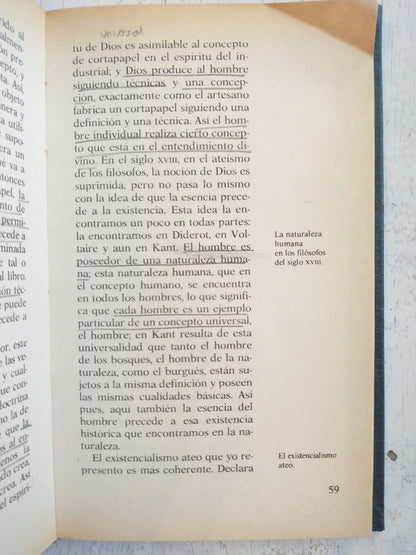 universal
tu de Dios es asimilable al concepto
de cortapapel en el espíritu del
industrial; y Dios produce al hombre
siguiendo técnicas y una concep-
ción, exactamente como el artesano
fabrica un cortapapel siguiendo una
definición y una técnica. Así el hom-
bre individual realiza cierto concep-
to que está en el entendimiento di-
vino. En el siglo XVIII, en el ateísmo
de los filósofos, la noción de Dios es
suprimida, pero no pasa lo mismo
con la idea de que la esencia prece-
de a la existencia. Esta idea la en-
contramos un poco en todas partes:
la encontramos en Diderot, en Vol-
taire y aun en Kant. El hombre es
poseedor de una naturaleza huma-
na; esta naturaleza humana, que es
el concepto humano, se encuentra
en todos los hombres, lo que signifi-
ca que cada hombre es un ejemplo
particular de un concepto universal,
el hombre; en Kant resulta de esta
universalidad que tanto el hombre
de los bosques, el hombre de la na-
turaleza, como el burgués, están su-
jetos a la misma definición y poseen
las mismas cualidades básicas. Así
pues, aquí también la esencia del
hombre precede a esa existencia
histórica que encontramos en la na-
turaleza.
El existencialismo ateo que yo re-
presento es más coherente. Declara
La naturaleza
humana
en los filósofos
del siglo XVIII.
El existencialismo
ateo.
59